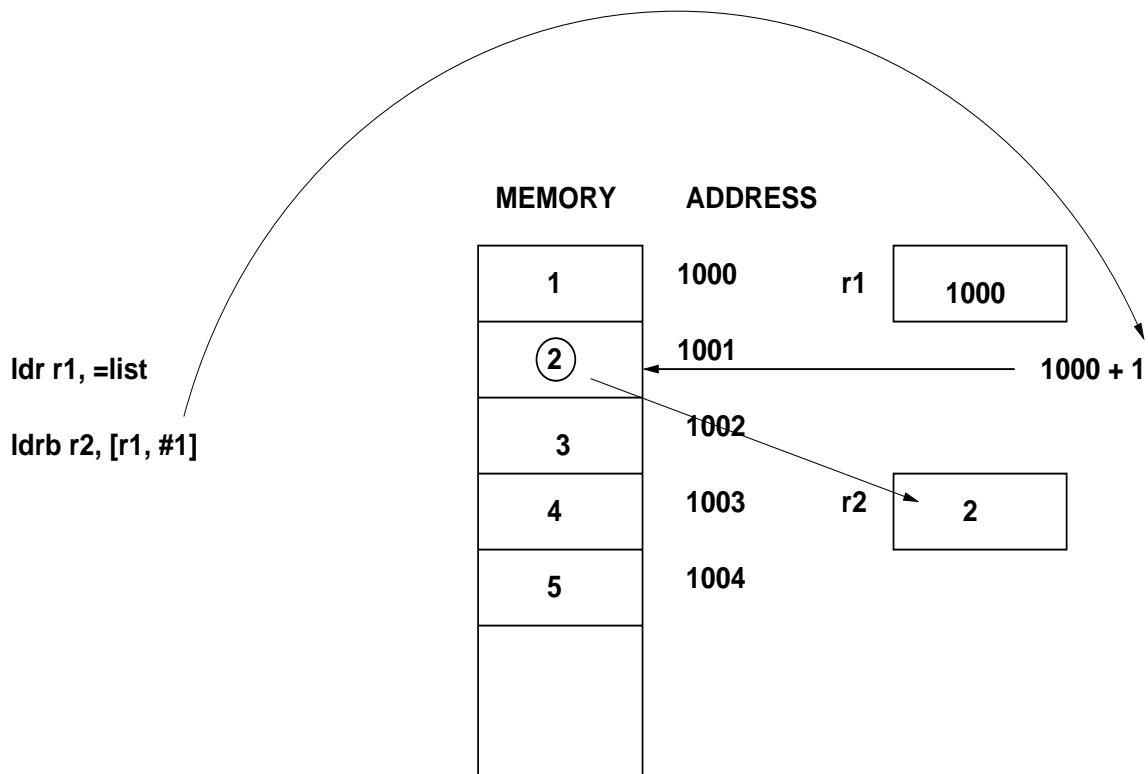 MEMORY ADDRESS
1 1000 r1 1000
ldr r1, =list 2 1001 1000 + 1
ldrb r2, [r1, #1] 3 1002
4 1003 r2 2
5 1004